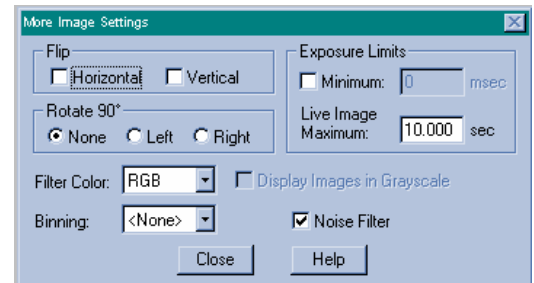 More Image Settings
Flip
Horizontal Vertical
Exposure Limits
Minimum: 0 msec
Live Image
Maximum: 10.000 sec
Rotate 90°
None Left Right
Filter Color: RGB Display Images in Grayscale
Binning: <None> Noise Filter
Close Help